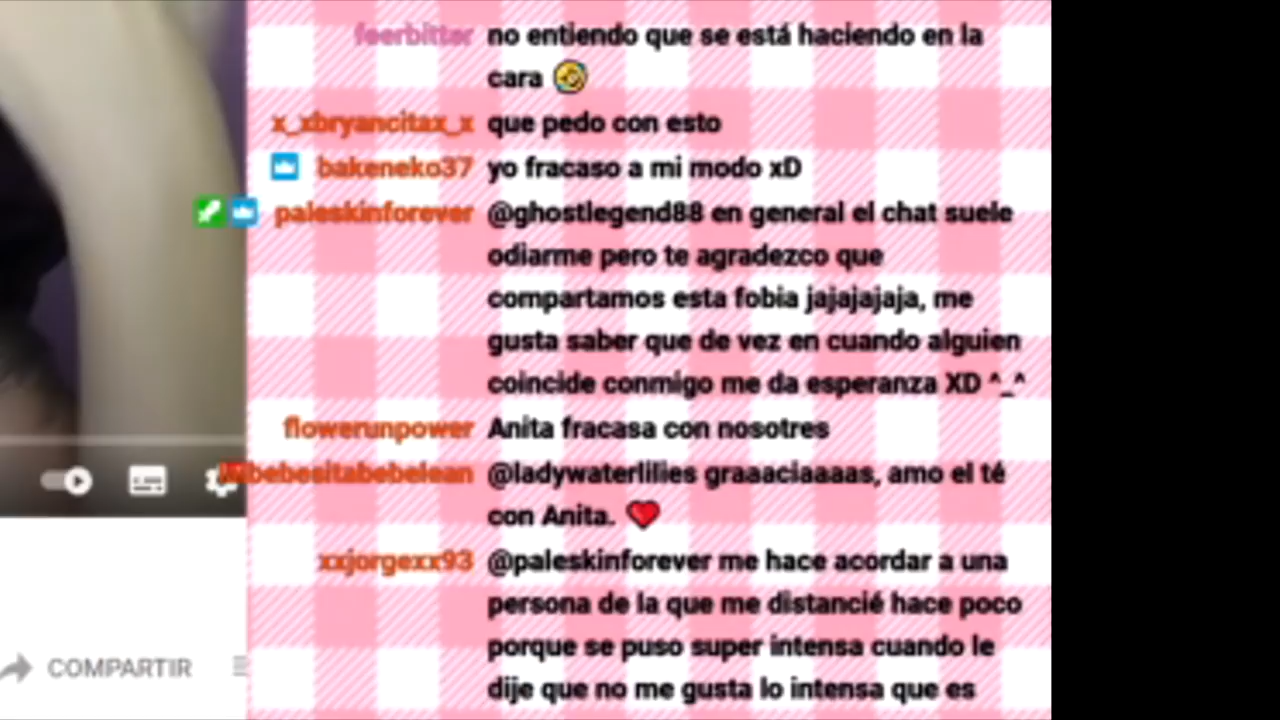 feerbitter no entiendo que se está haciendo en la
cara 🤣
x_xbryancitax_x que pedo con esto
bakeneko37 yo fracaso a mi modo xD
paleskinforever @ghostlegend88 en general el chat suele
odiarme pero te agradezco que
compartamos esta fobia jajajajaja, me
gusta saber que de vez en cuando alguien
coincide conmigo me da esperanza XD ^_^
flowerunpower Anita fracasa con nosotres
bebesitabebelean @ladywaterlilies graaaciaaaas, amo el té
con Anita. ❤️
xxjorgexx93 @paleskinforever me hace acordar a una
persona de la que me distancié hace poco
porque se puso super intensa cuando le
dije que no me gusta lo intensa que es
COMPARTIR